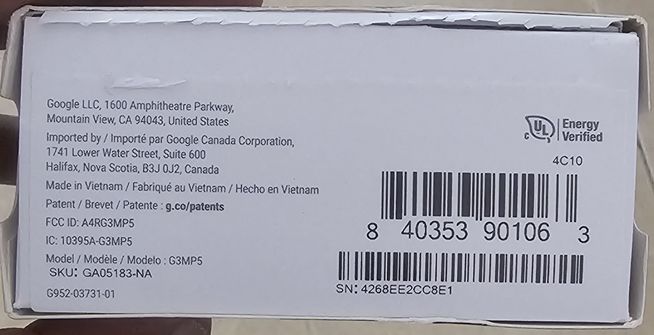 Google LLC, 1600 Amphitheatre Parkway,
Mountain View, CA 94043, United States
Imported by / Importé par Google Canada Corporation,
1741 Lower Water Street, Suite 600
Halifax, Nova Scotia, B3J 0J2, Canada
Made in Vietnam / Fabriqué au Vietnam / Hecho en Vietnam
Patent / Brevet / Patente : g.co/patents
FCC ID: A4RG3MP5
IC: 10395A-G3MP5
Model / Modèle / Modelo : G3MP5
SKU: GA05183-NA
G952-03731-01
C UL Energy
Verified
4C10
8 40353 90106 3
SN: 4268EE2CC8E1